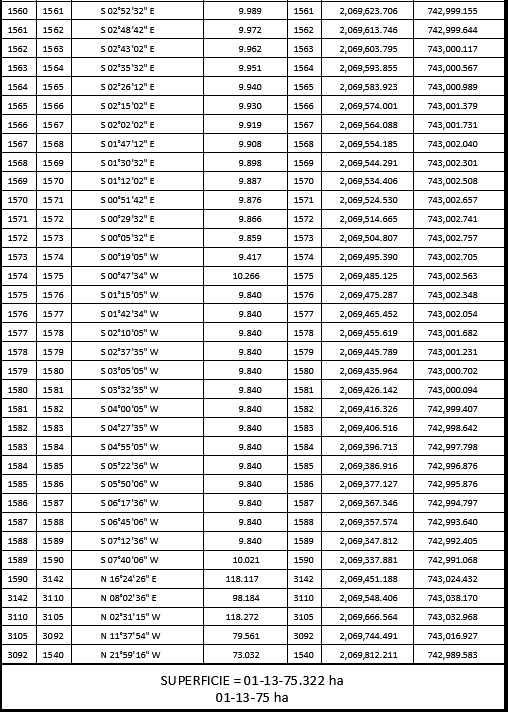 1560 1561 S 02°52'32" E 9.989 1561 2,069,623.706 742,999.155
1561 1562 S 02°48'42" E 9.972 1562 2,069,613.746 742,999.644
1562 1563 S 02°43'02" E 9.962 1563 2,069,603.795 743,000.117
1563 1564 S 02°35'32" E 9.951 1564 2,069,593.855 743,000.567
1564 1565 S 02°26'12" E 9.940 1565 2,069,583.923 743,000.989
1565 1566 S 02°15'02" E 9.930 1566 2,069,574.001 743,001.379
1566 1567 S 02°02'02" E 9.919 1567 2,069,564.088 743,001.731
1567 1568 S 01°47'12" E 9.908 1568 2,069,554.185 743,002.040
1568 1569 S 01°30'32" E 9.898 1569 2,069,544.291 743,002.301
1569 1570 S 01°12'02" E 9.887 1570 2,069,534.406 743,002.508
1570 1571 S 00°51'42" E 9.876 1571 2,069,524.530 743,002.657
1571 1572 S 00°29'32" E 9.866 1572 2,069,514.665 743,002.741
1572 1573 S 00°05'32" E 9.859 1573 2,069,504.807 743,002.757
1573 1574 S 00°19'05" W 9.417 1574 2,069,495.390 743,002.705
1574 1575 S 00°47'34" W 10.266 1575 2,069,485.125 743,002.563
1575 1576 S 01°15'05" W 9.840 1576 2,069,475.287 743,002.348
1576 1577 S 01°42'34" W 9.840 1577 2,069,465.452 743,002.054
1577 1578 S 02°10'05" W 9.840 1578 2,069,455.619 743,001.682
1578 1579 S 02°37'35" W 9.840 1579 2,069,445.789 743,001.231
1579 1580 S 03°05'05" W 9.840 1580 2,069,435.964 743,000.702
1580 1581 S 03°32'35" W 9.840 1581 2,069,426.142 743,000.094
1581 1582 S 04°00'05" W 9.840 1582 2,069,416.326 742,999.407
1582 1583 S 04°27'35" W 9.840 1583 2,069,406.516 742,998.642
1583 1584 S 04°55'05" W 9.840 1584 2,069,396.713 742,997.798
1584 1585 S 05°22'36" W 9.840 1585 2,069,386.916 742,996.876
1585 1586 S 05°50'06" W 9.840 1586 2,069,377.127 742,995.876
1586 1587 S 06°17'36" W 9.840 1587 2,069,367.346 742,994.797
1587 1588 S 06°45'06" W 9.840 1588 2,069,357.574 742,993.640
1588 1589 S 07°12'36" W 9.840 1589 2,069,347.812 742,992.405
1589 1590 S 07°40'06" W 10.021 1590 2,069,337.881 742,991.068
1590 3142 N 16°24'26" E 118.117 3142 2,069,451.188 743,024.432
3142 3110 N 08°02'36" E 98.184 3110 2,069,548.406 743,038.170
3110 3105 N 02°31'15" W 118.272 3105 2,069,666.564 743,032.968
3105 3092 N 11°37'54" W 79.561 3092 2,069,744.491 743,016.927
3092 1540 N 21°59'16" W 73.032 1540 2,069,812.211 742,989.583
SUPERFICIE = 01-13-75.322 ha
01-13-75 ha